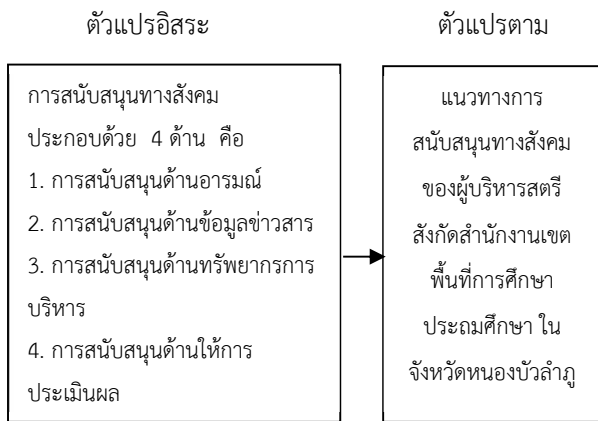 ตัวแปรอิสระ
ตัวแปรตาม
การสนับสนุนทางสังคม
ประกอบด้วย 4 ด้าน คือ
1. การสนับสนุนด้านอารมณ์
2. การสนับสนุนด้านข้อมูลข่าวสาร
3. การสนับสนุนด้านทรัพยากรการ
บริหาร
4. การสนับสนุนด้านให้การ
ประเมินผล
แนวทางการ
สนับสนุนทางสังคม
ของผู้บริหารสตรี
สังกัดสำนักงานเขต
พื้นที่การศึกษา
ประถมศึกษา ใน
จังหวัดหนองบัวลำภู